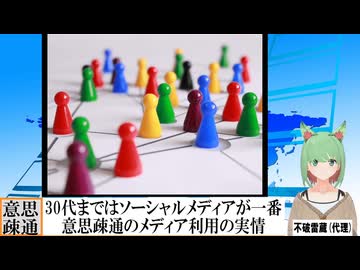 意思
疎通
30代まではソーシャルメディアが一番
意思疎通のメディア利用の実情
不破雷蔵(代理)